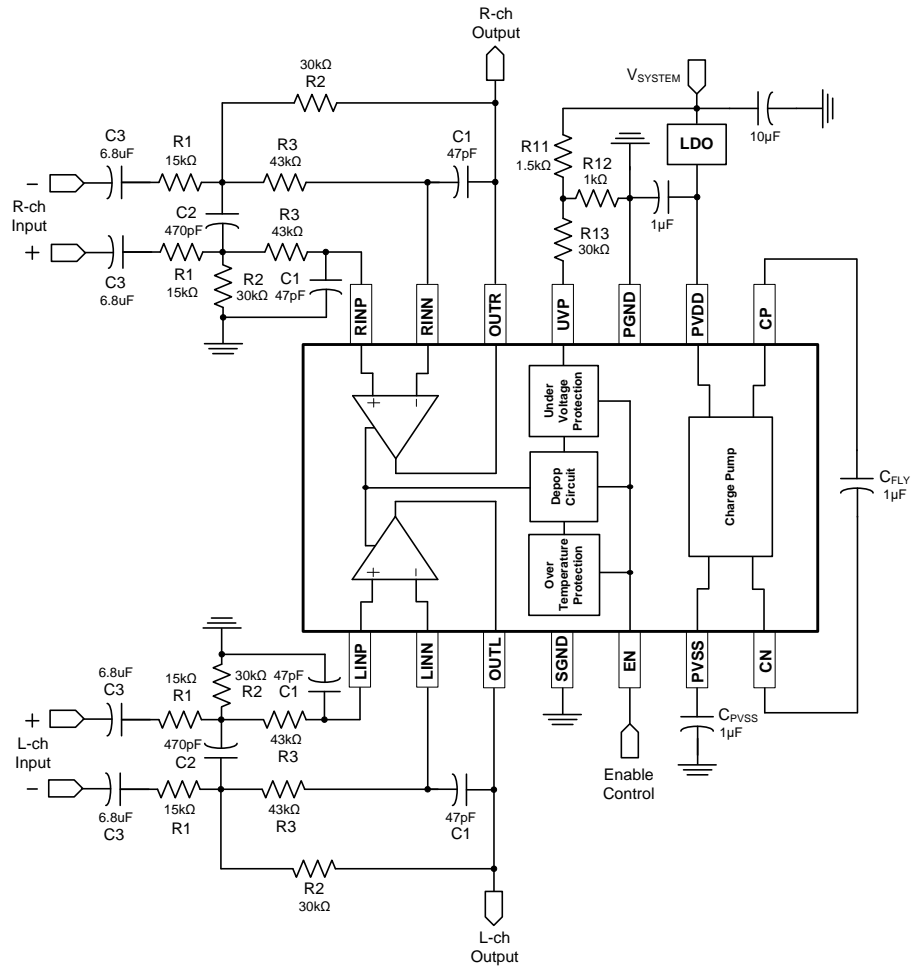 R-ch
Output
30kΩ
R2
VSYSTEM
10µF
LDO
C3
6.8uF
R1
15kΩ
R3
43kΩ
C1
47pF
R11
1.5kΩ
R12
1kΩ
1µF
−
R-ch
Input
+
C2
470pF
R3
43kΩ
R13
30kΩ
C3
6.8uF
R1
15kΩ
R2
30kΩ
C1
47pF
RINP
RINN
OUTR
UVP
PGND
PVDD
CP
+
−
Under
Voltage
Protection
Depop
Circuit
Over
Temperature
Protection
Charge Pump
CFLY
1µF
+
−
LINP
LINN
OUTL
SGND
EN
PVSS
CN
6.8uF
C3
15kΩ
R1
30kΩ
R2
47pF
C1
+
L-ch
Input
−
470pF
C2
43kΩ
R3
CPVSS
1µF
Enable
Control
6.8uF
C3
15kΩ
R1
43kΩ
R3
47pF
C1
R2
30kΩ
L-ch
Output